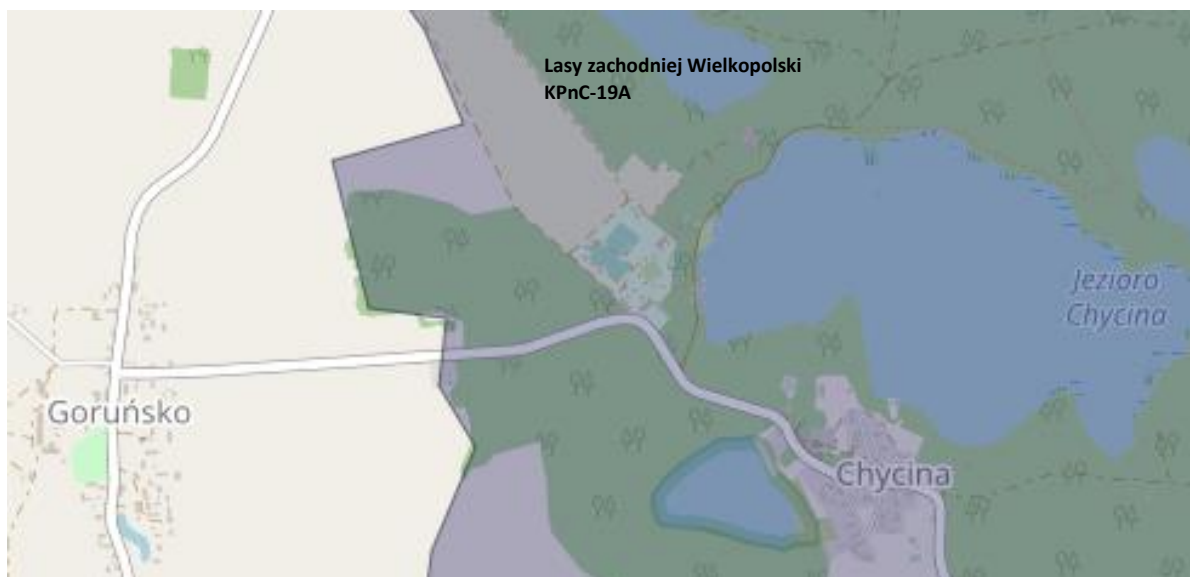 Lasy zachodniej Wielkopolski
KPnC-19A
Jezioro
Chycina
Goruńsko
Chycina